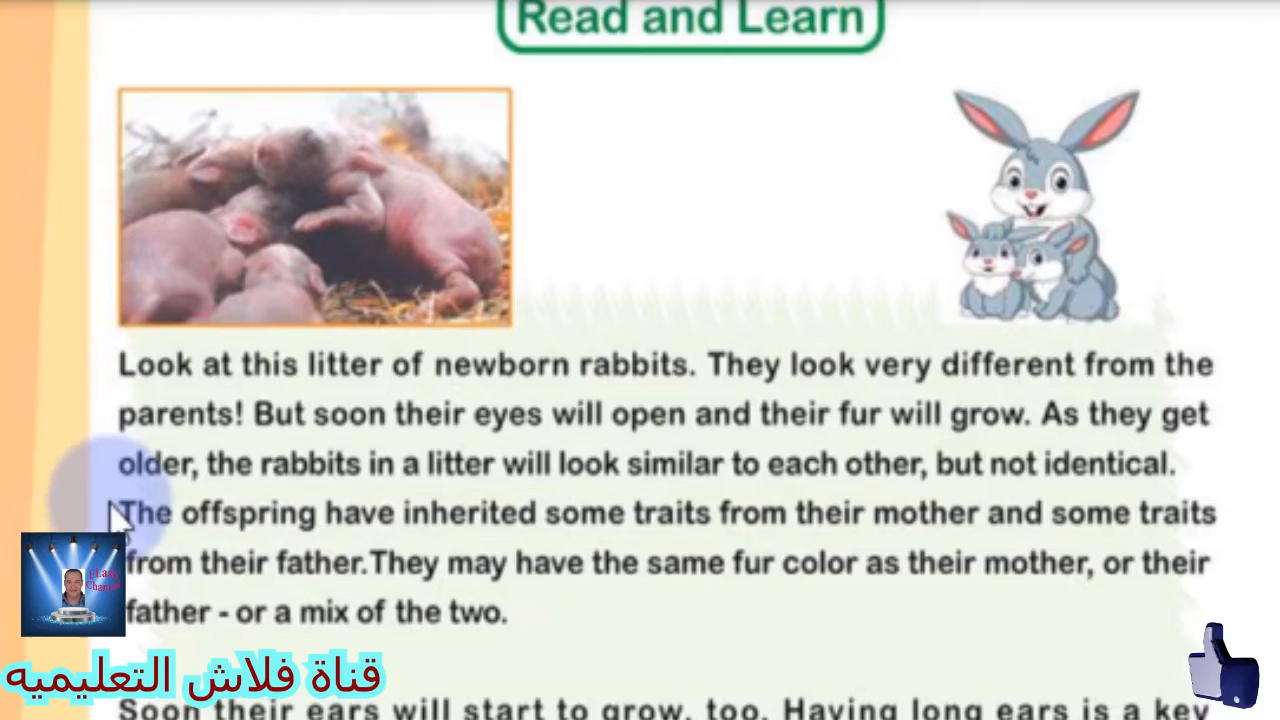 Read and Learn
Look at this litter of newborn rabbits. They look very different from the
parents! But soon their eyes will open and their fur will grow. As they get
older, the rabbits in a litter will look similar to each other, but not identical.
The offspring have inherited some traits from their mother and some traits
from their father.They may have the same fur color as their mother, or their
father - or a mix of the two.
Soon their ears will start to grow, too. Having long ears is a key
fLash
Channel
قناة فلاش التعليميه